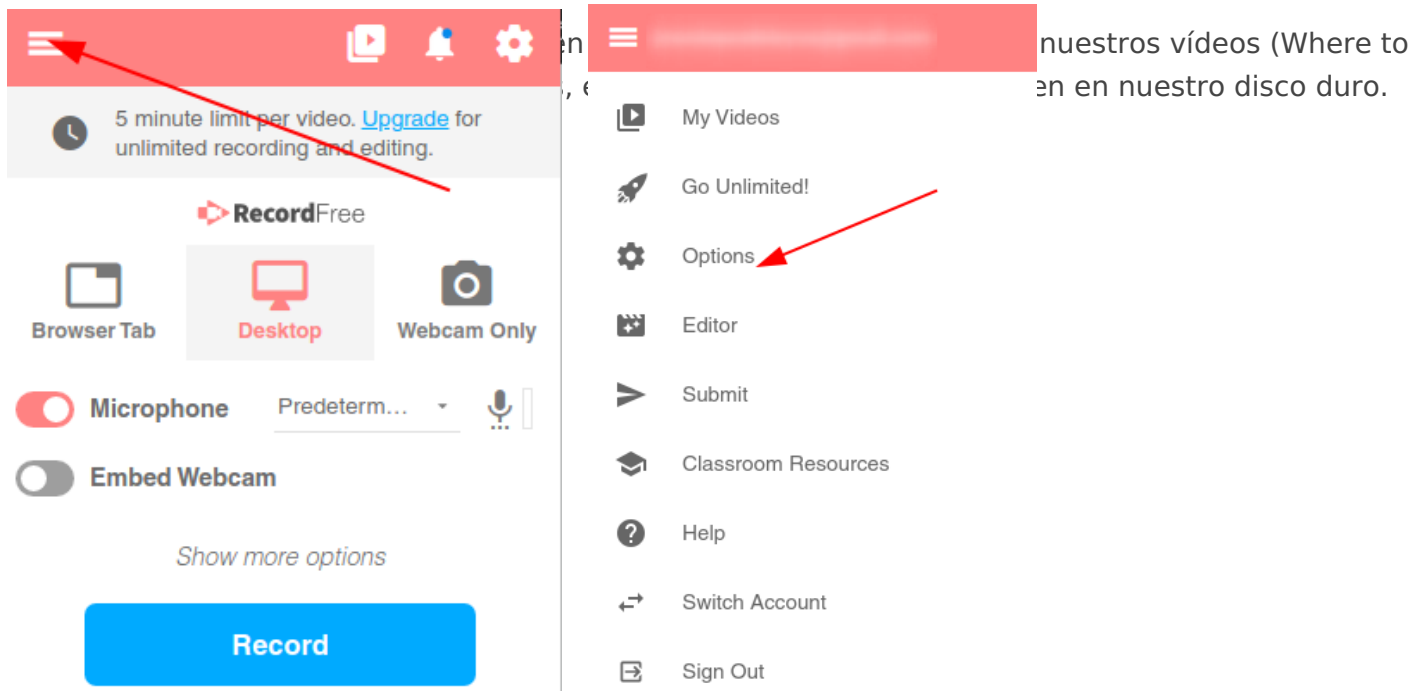 en
nuestros vídeos (Where to
en en nuestro disco duro.
5 minute limit per video. Upgrade for
unlimited recording and editing.
RecordFree
Browser Tab
Desktop
Webcam Only
Microphone
Predeterm...
Embed Webcam
Show more options
Record
My Videos
Go Unlimited!
Options
Editor
Submit
Classroom Resources
Help
Switch Account
Sign Out